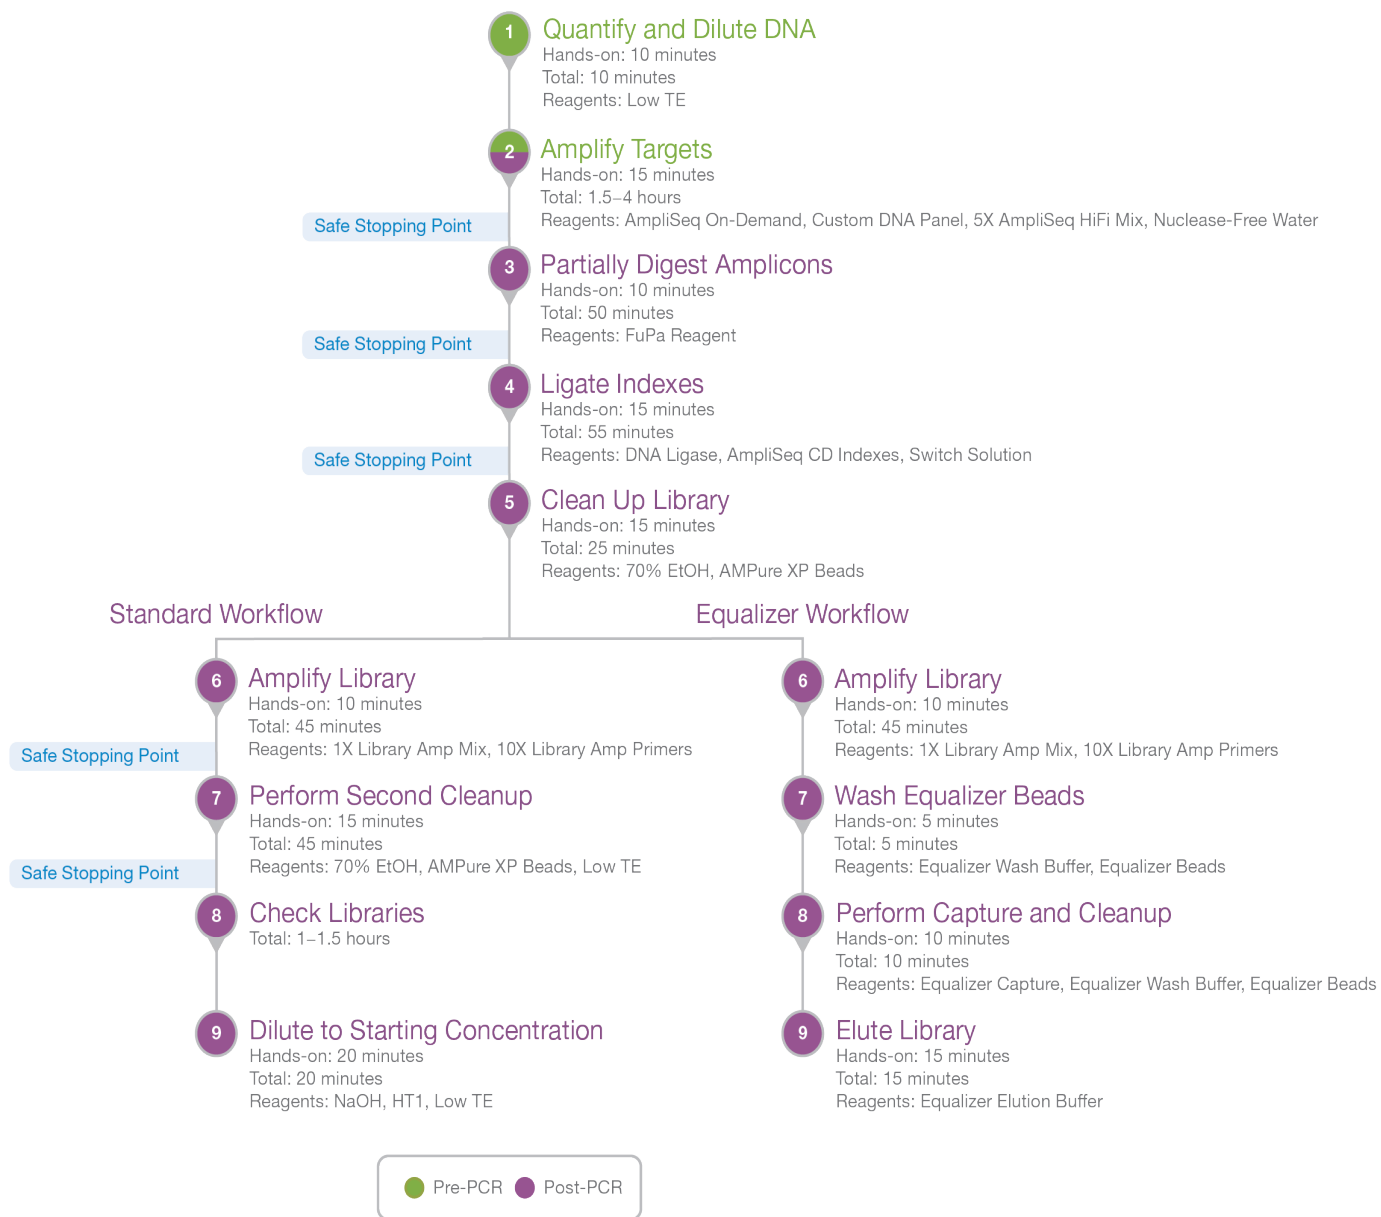 1
Quantify and Dilute DNA
Hands-on: 10 minutes
Total: 10 minutes
Reagents: Low TE
2
Amplify Targets
Hands-on: 15 minutes
Total: 1.5–4 hours
Reagents: AmpliSeq On-Demand, Custom DNA Panel, 5X AmpliSeq HiFi Mix, Nuclease-Free Water
Safe Stopping Point
3
Partially Digest Amplicons
Hands-on: 10 minutes
Total: 50 minutes
Reagents: FuPa Reagent
Safe Stopping Point
4
Ligate Indexes
Hands-on: 15 minutes
Total: 55 minutes
Reagents: DNA Ligase, AmpliSeq CD Indexes, Switch Solution
Safe Stopping Point
5
Clean Up Library
Hands-on: 15 minutes
Total: 25 minutes
Reagents: 70% EtOH, AMPure XP Beads
Standard Workflow
6
Amplify Library
Hands-on: 10 minutes
Total: 45 minutes
Reagents: 1X Library Amp Mix, 10X Library Amp Primers
Safe Stopping Point
7
Perform Second Cleanup
Hands-on: 15 minutes
Total: 45 minutes
Reagents: 70% EtOH, AMPure XP Beads, Low TE
Safe Stopping Point
8
Check Libraries
Total: 1–1.5 hours
9
Dilute to Starting Concentration
Hands-on: 20 minutes
Total: 20 minutes
Reagents: NaOH, HT1, Low TE
Equalizer Workflow
6
Amplify Library
Hands-on: 10 minutes
Total: 45 minutes
Reagents: 1X Library Amp Mix, 10X Library Amp Primers
7
Wash Equalizer Beads
Hands-on: 5 minutes
Total: 5 minutes
Reagents: Equalizer Wash Buffer, Equalizer Beads
8
Perform Capture and Cleanup
Hands-on: 10 minutes
Total: 10 minutes
Reagents: Equalizer Capture, Equalizer Wash Buffer, Equalizer Beads
9
Elute Library
Hands-on: 15 minutes
Total: 15 minutes
Reagents: Equalizer Elution Buffer
Pre-PCR
Post-PCR